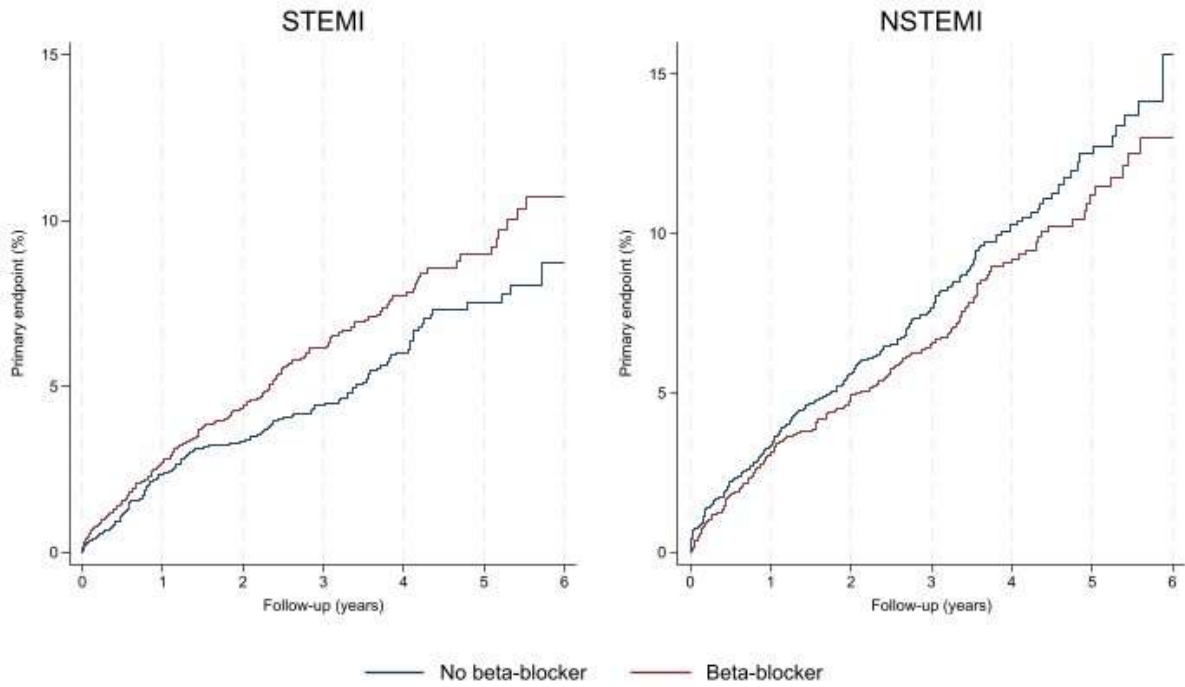 STEMI
15
10
5
0
Primary endpoint (%)
0 1 2 3 4 5 6
Follow-up (years)
NSTEMI
15
10
5
0
Primary endpoint (%)
0 1 2 3 4 5 6
Follow-up (years)
No beta-blocker Beta-blocker